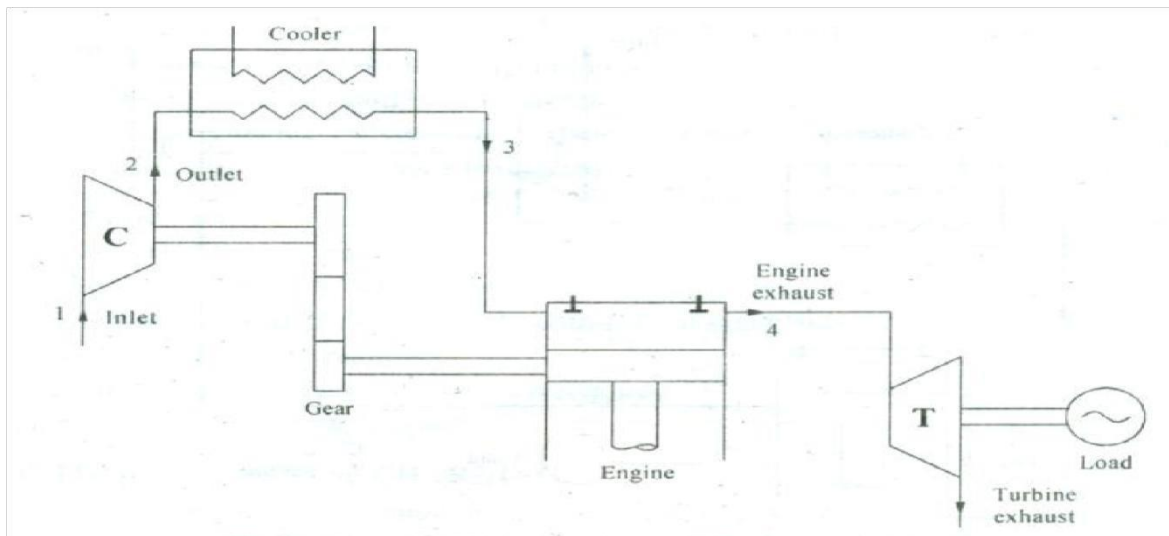 Cooler
2
Outlet
3
C
1
Inlet
Engine
exhaust
4
Gear
T
Engine
Load
Turbine
exhaust